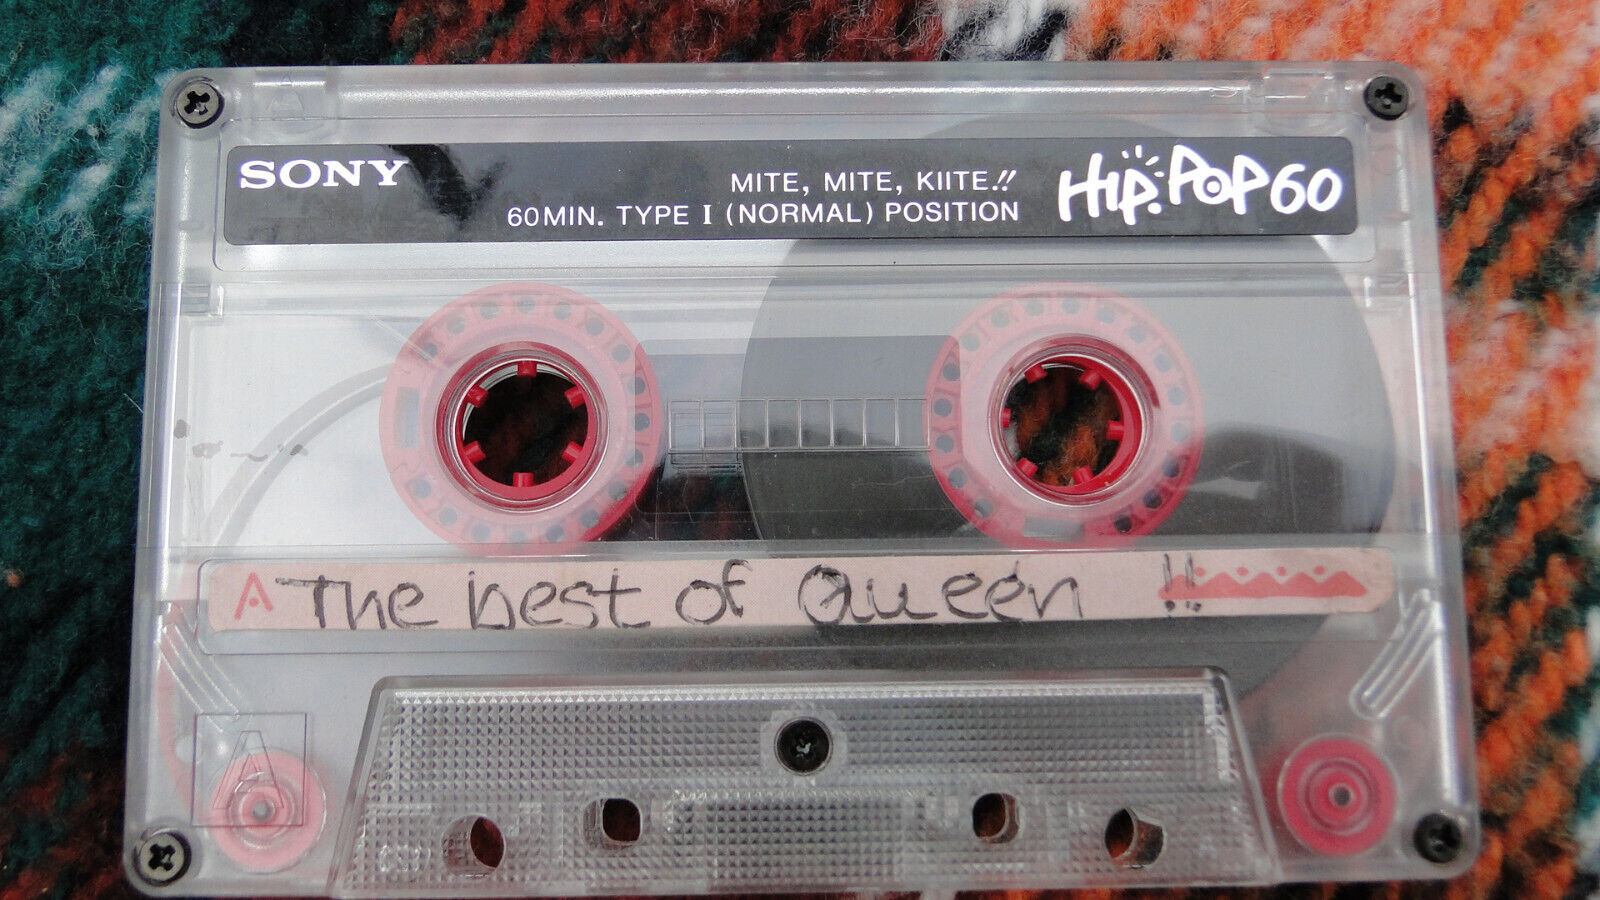 SONY
MITE, MITE, KIITE!!
60MIN. TYPE I (NORMAL) POSITION
HIP.POP 60
A The best of Queen !!
A